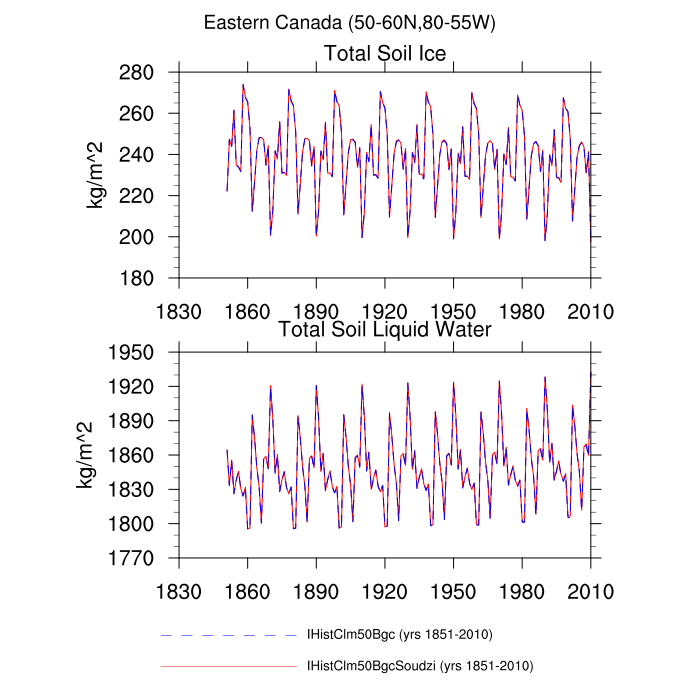 Eastern Canada (50-60N,80-55W)
Total Soil Ice
280
260
240
220
200
180
kg/m^2
1830 1860 1890 1920 1950 1980 2010
Total Soil Liquid Water
1950
1920
1890
1860
1830
1800
1770
kg/m^2
1830 1860 1890 1920 1950 1980 2010
IHistClm50Bgc (yrs 1851-2010)
IHistClm50BgcSoudzi (yrs 1851-2010)